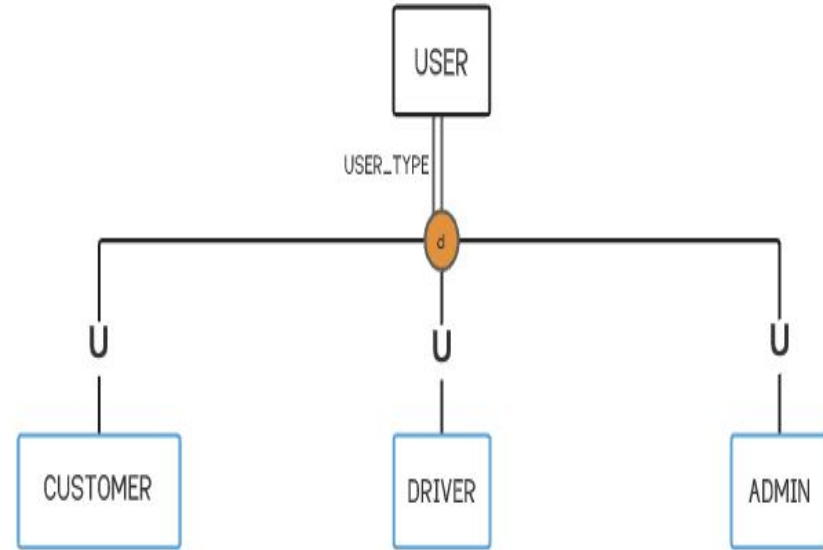 USER
USER_TYPE
d
U
U
U
CUSTOMER
DRIVER
ADMIN